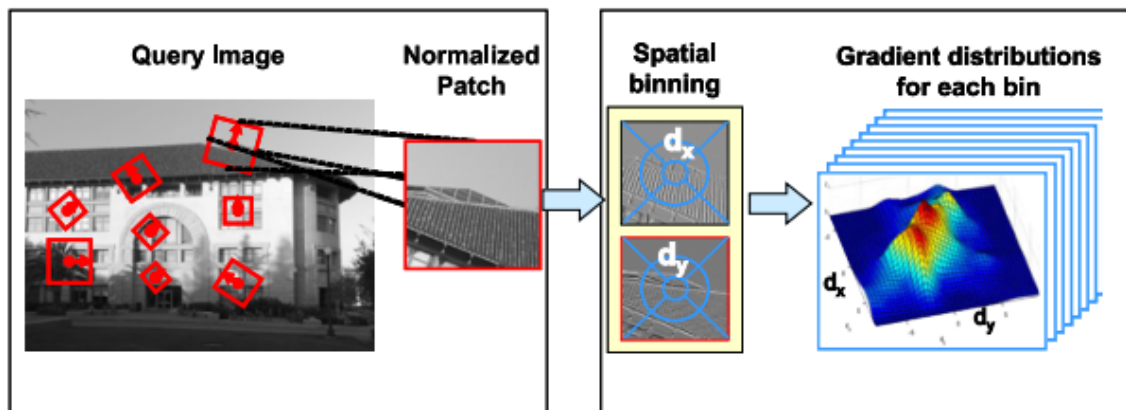 Query Image
Normalized
Patch
Spatial
binning
Gradient distributions
for each bin
dx
dy
dx
dy